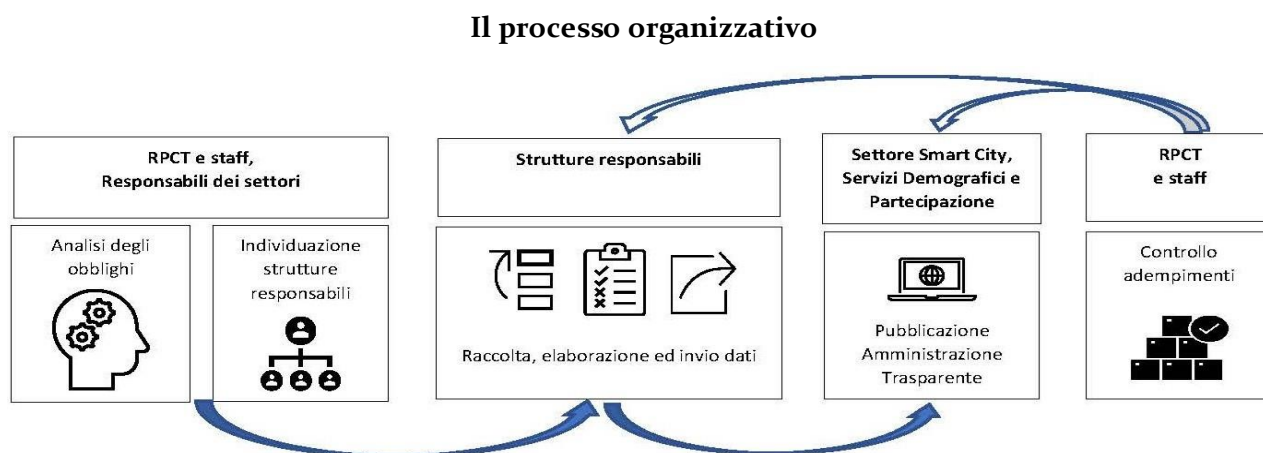 Il processo organizzativo
RPCT e staff,
Responsabili dei settori
Analisi degli
obblighi
Individuazione
strutture
responsabili
Strutture responsabili
Raccolta, elaborazione ed invio dati
Settore Smart City,
Servizi Demografici e
Partecipazione
Pubblicazione
Amministrazione
Trasparente
RPCT
e staff
Controllo
adempimenti